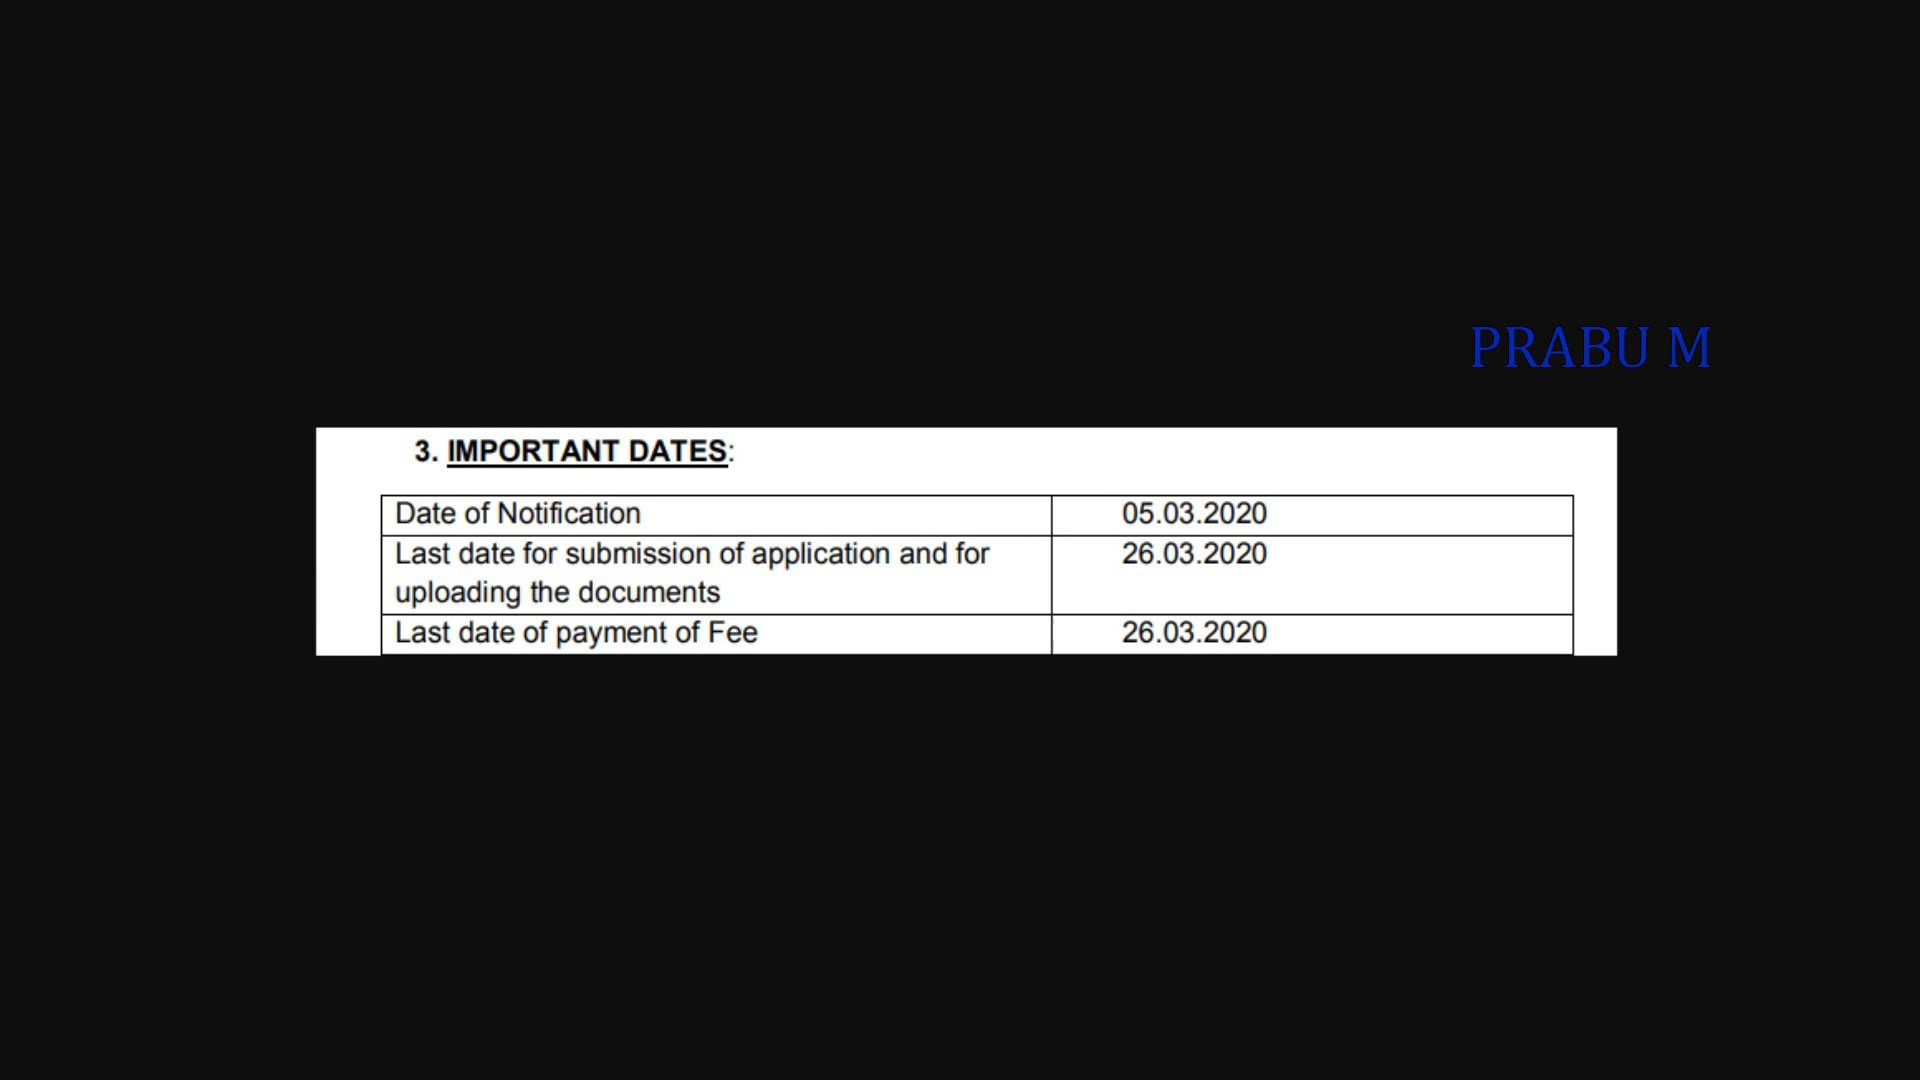 PRABU M
3. IMPORTANT DATES:
Date of Notification 05.03.2020
Last date for submission of application and for 26.03.2020
uploading the documents
Last date of payment of Fee 26.03.2020